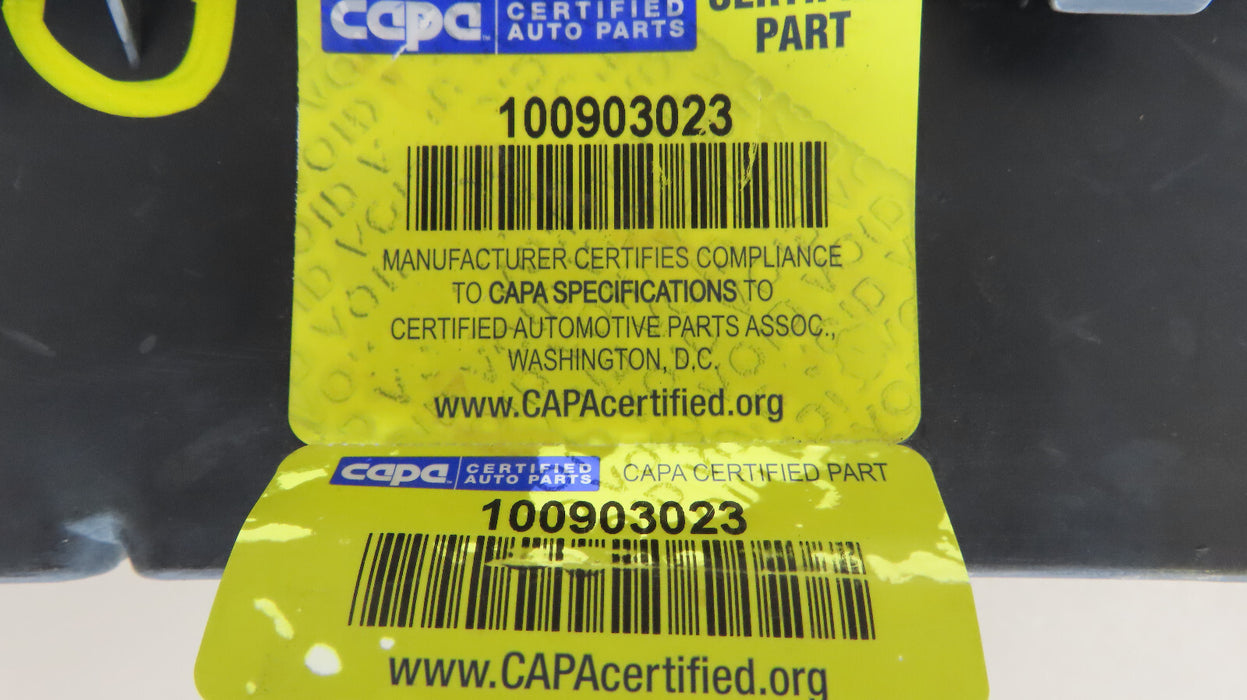 capa CERTIFIED
AUTO PARTS
PART
100903023
MANUFACTURER CERTIFIES COMPLIANCE
TO CAPA SPECIFICATIONS TO
CERTIFIED AUTOMOTIVE PARTS ASSOC.,
WASHINGTON, D.C.
www.CAPAcertified.org
capa CERTIFIED
AUTO PARTS
CAPA CERTIFIED PART
100903023
www.CAPAcertified.org